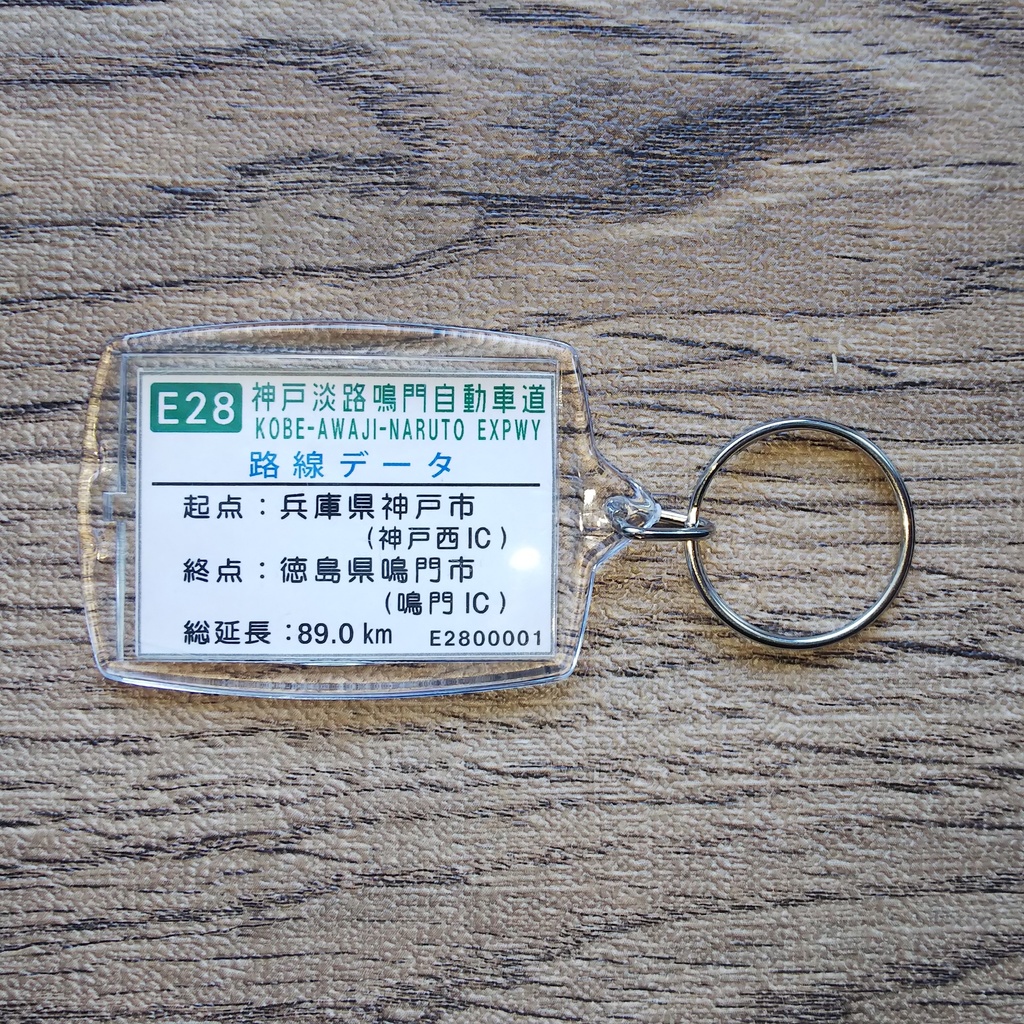 E28 神戸淡路鳴門自動車道
KOBE-AWAJI-NARUTO EXPWY
路線データ
起点：兵庫県神戸市
(神戸西IC)
終点：徳島県鳴門市
(鳴門IC)
総延長：89.0km E2800001